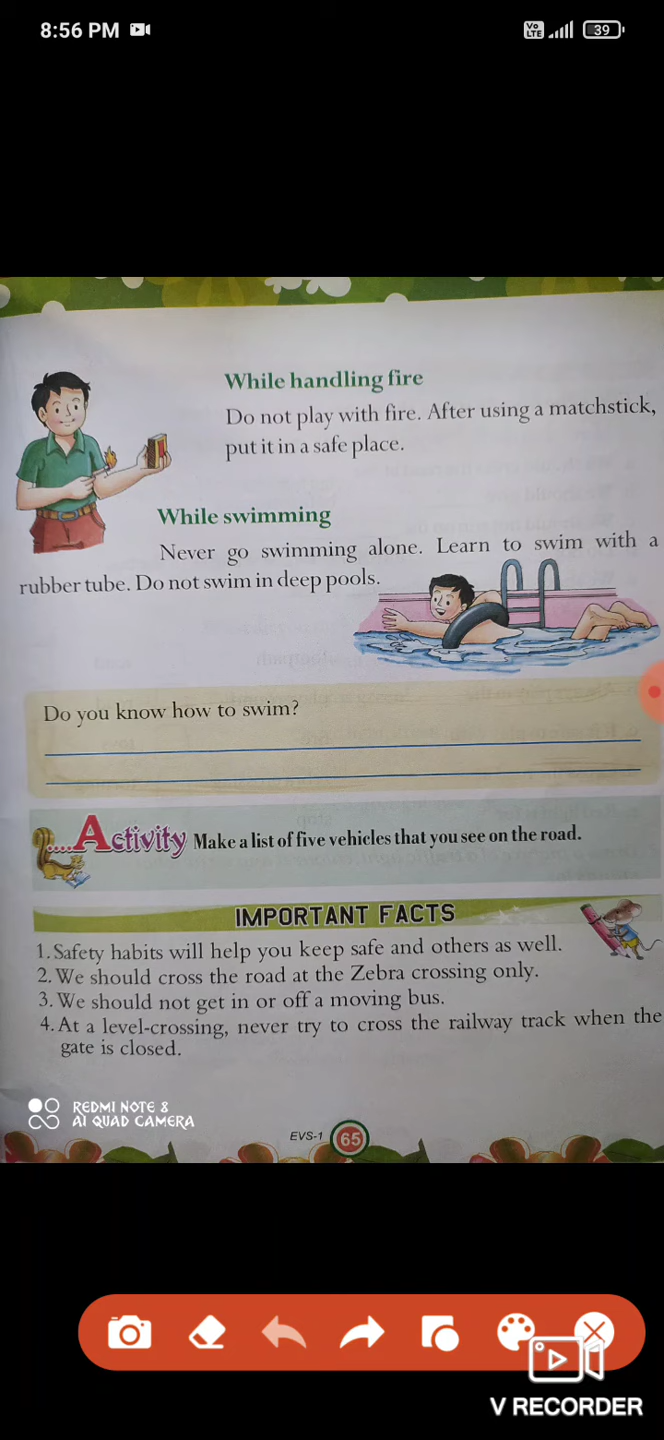 8:56 PM
Vo LTE
39
While handling fire
Do not play with fire. After using a matchstick,
put it in a safe place.
While swimming
Never go swimming alone. Learn to swim with a
rubber tube. Do not swim in deep pools.
Do you know how to swim?
....Activity Make a list of five vehicles that you see on the road.
IMPORTANT FACTS
1. Safety habits will help you keep safe and others as well.
2. We should cross the road at the Zebra crossing only.
3. We should not get in or off a moving bus.
4. At a level-crossing, never try to cross the railway track when the
gate is closed.
REDMI NOTE 8
AI QUAD CAMERA
EVS-1 65
V RECORDER